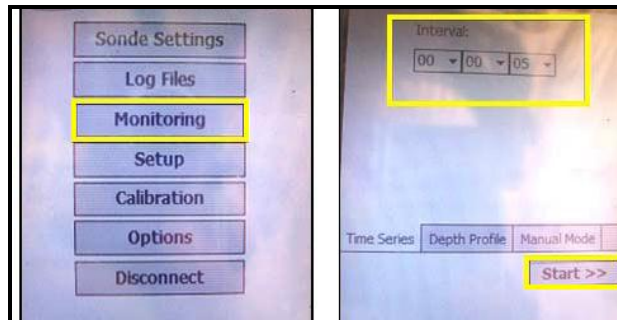 Sonde Settings
Log Files
Monitoring
Setup
Calibration
Options
Disconnect
Interval:
00 00 05
Time Series Depth Profile Manual Mode
Start >>